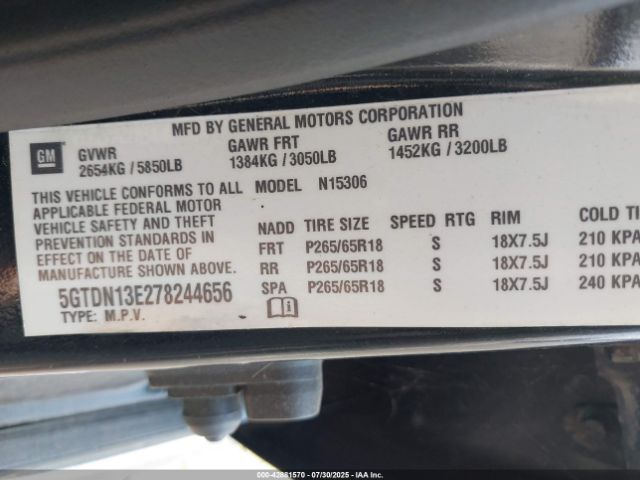 MFD BY GENERAL MOTORS CORPORATION
GM
GVWR GAWR FRT GAWR RR
2654KG / 5850LB 1384KG / 3050LB 1452KG / 3200LB
THIS VEHICLE CONFORMS TO ALL MODEL N15306
APPLICABLE FEDERAL MOTOR
VEHICLE SAFETY AND THEFT
PREVENTION STANDARDS IN
EFFECT ON THE DATE OF
MANUFACTURE SHOWN ABOVE.
NADD TIRE SIZE SPEED RTG RIM COLD TI
FRT P265/65R18 S 18X7.5J 210 KPA
RR P265/65R18 S 18X7.5J 210 KPA
SPA P265/65R18 S 18X7.5J 240 KPA
5GTDN13E278244656
TYPE: M.P.V.
000-42881570 - 07/30/2025 - IAAI.COM